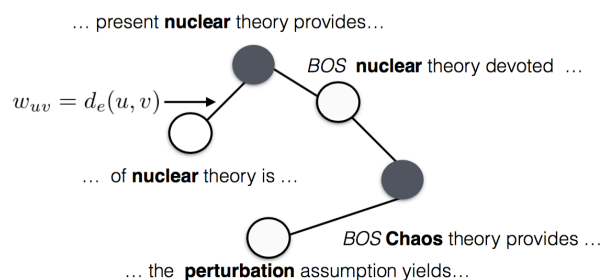 … present nuclear theory provides…
BOS nuclear theory devoted …
w_{uv} = d_e(u, v)
… of nuclear theory is …
BOS Chaos theory provides …
… the perturbation assumption yields…